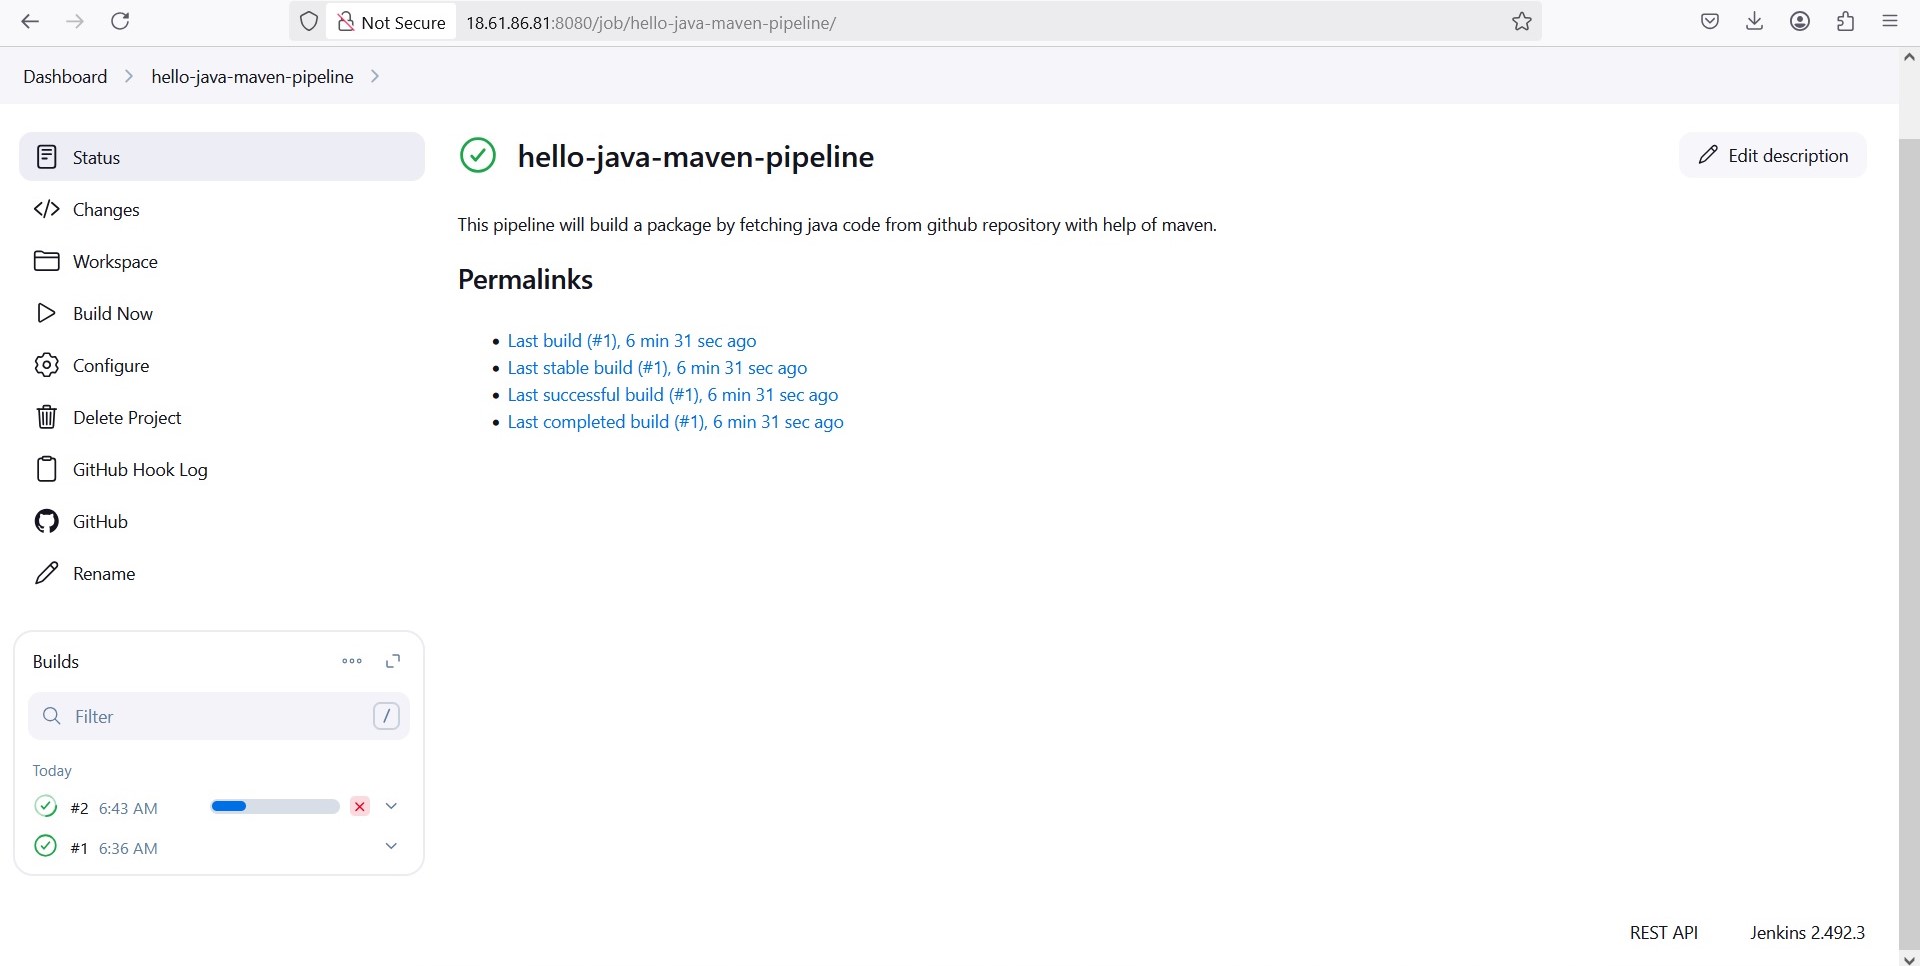 Not Secure 18.61.86.81:8080/job/hello-java-maven-pipeline/
Dashboard hello-java-maven-pipeline
Status
Changes
Workspace
Build Now
Configure
Delete Project
GitHub Hook Log
GitHub
Rename
Builds
Filter /
Today
#2 6:43 AM
#1 6:36 AM
hello-java-maven-pipeline
Edit description
This pipeline will build a package by fetching java code from github repository with help of maven.
Permalinks
Last build (#1), 6 min 31 sec ago
Last stable build (#1), 6 min 31 sec ago
Last successful build (#1), 6 min 31 sec ago
Last completed build (#1), 6 min 31 sec ago
REST API Jenkins 2.492.3